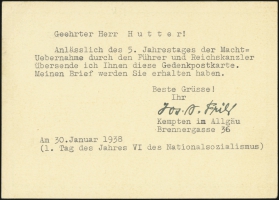 Geehrter Herr H u t t e r !
Anlässlich des 5. Jahrestages der Macht=
Uebernahme durch den Führer und Reichskanzler
Übersende ich Ihnen diese Gedenkpostkarte.
Meinen Brief werden Sie erhalten haben.
Beste Grüsse!
Ihr
Kempten im Allgäu
Brennergasse 36
Am 30.Januar 1938
(1. Tag des Jahres VI des Nationalsozialismus)